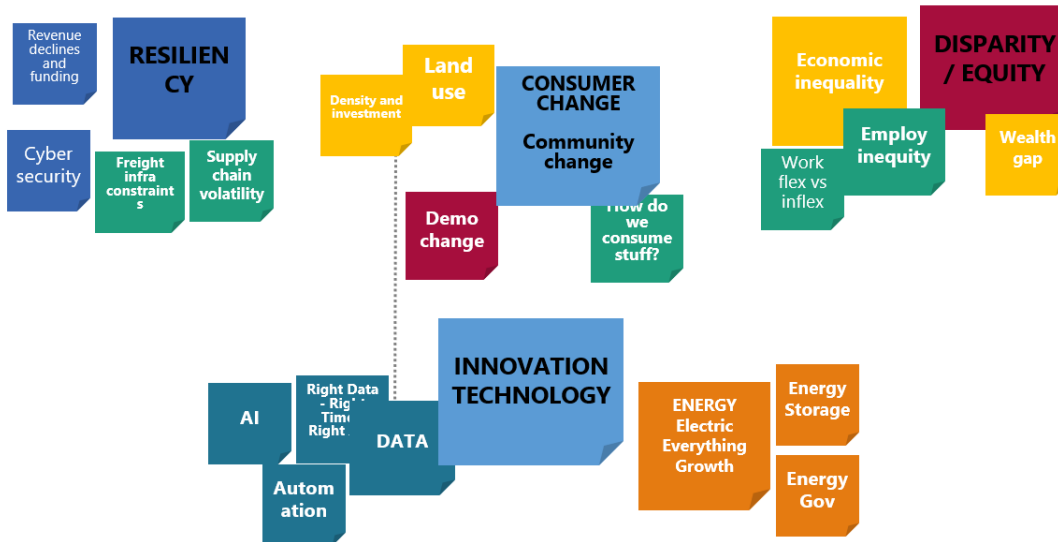 Revenue
declines
and
funding
RESILIEN
CY
Cyber
security
Freight
infra
constraint
s
Supply
chain
volatility
Density and
investment
Land
use
CONSUMER
CHANGE
Community
change
Demo
change
How do
we
consume
stuff?
Economic
inequality
DISPARITY
/ EQUITY
Employ
inequity
Work
flex vs
inflex
Wealth
gap
INNOVATION
TECHNOLOGY
AI
Right Data
- Right
Time
Right
DATA
Autom
ation
ENERGY
Electric
Everything
Growth
Energy
Storage
Energy
Gov